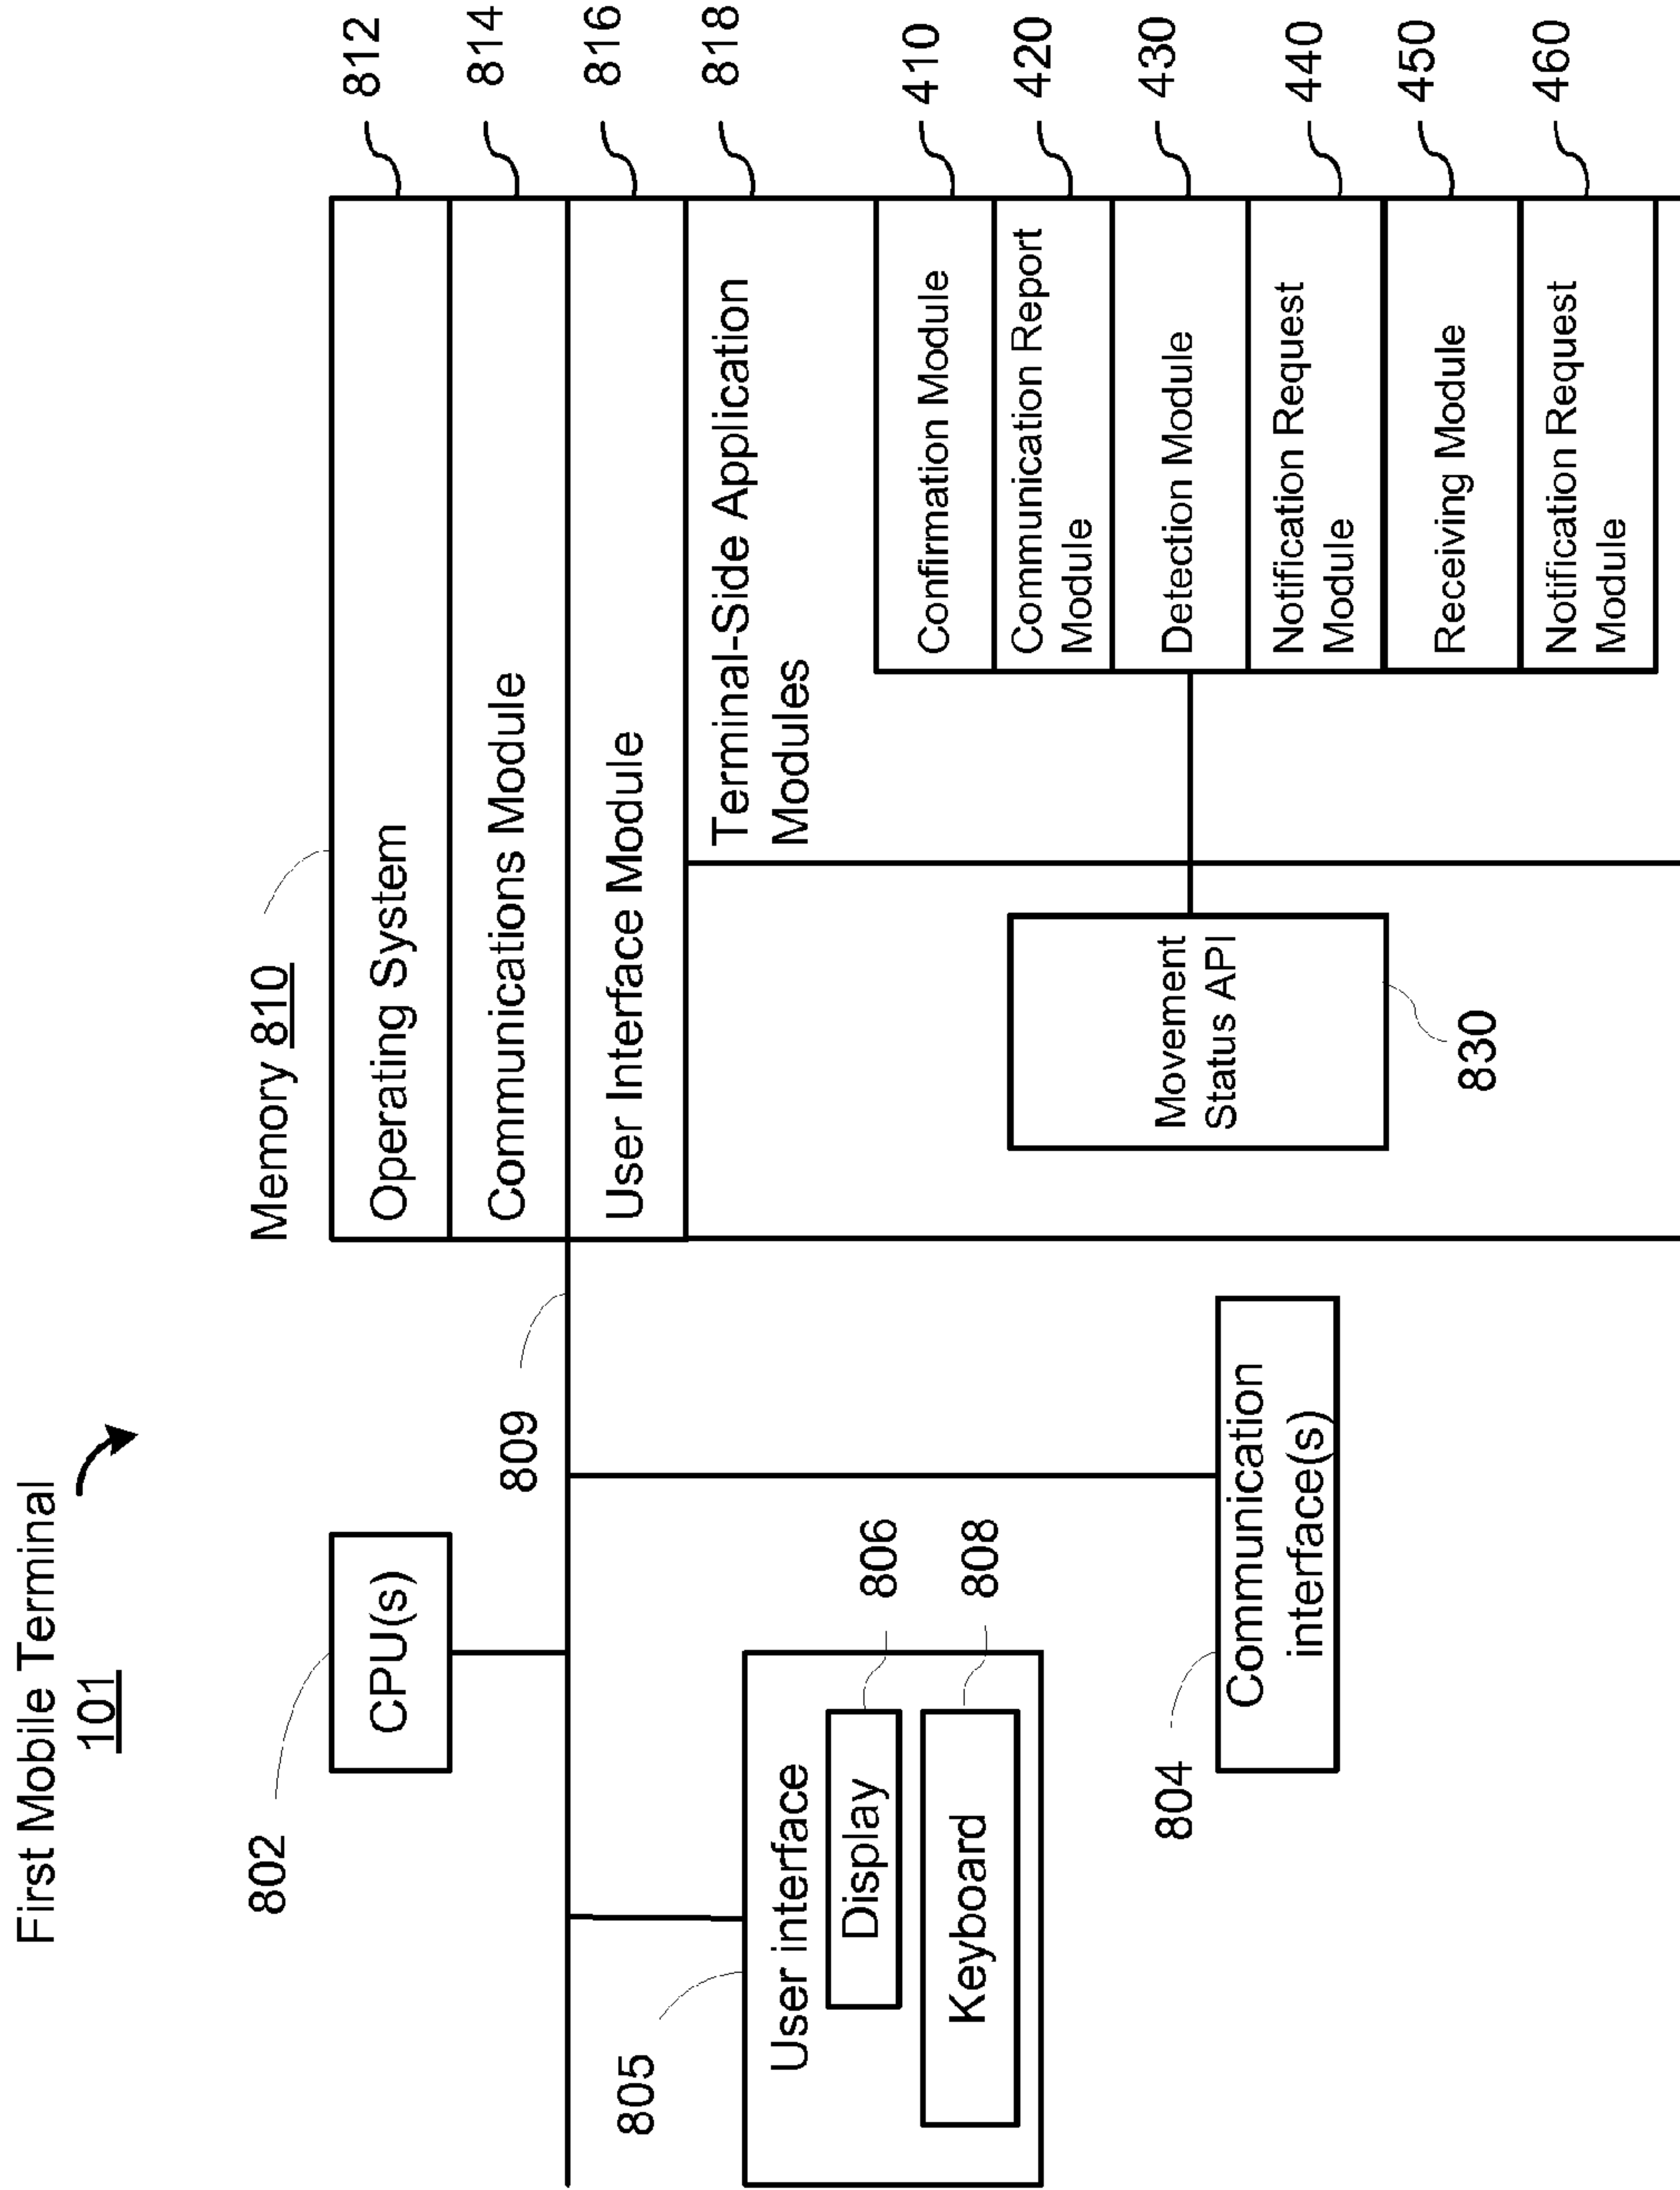 First Mobile Terminal
101
802
CPU(s)
809
805
User interface
Display
806
Keyboard
808
804
Communication
interface(s)
Memory 810
Operating System
812
Communications Module
814
User Interface Module
816
Terminal-Side Application
Modules
818
Confirmation Module
410
Communication Report
Module
420
Detection Module
430
Notification Request
Module
440
Receiving Module
450
Notification Request
Module
460
Movement
Status API
830